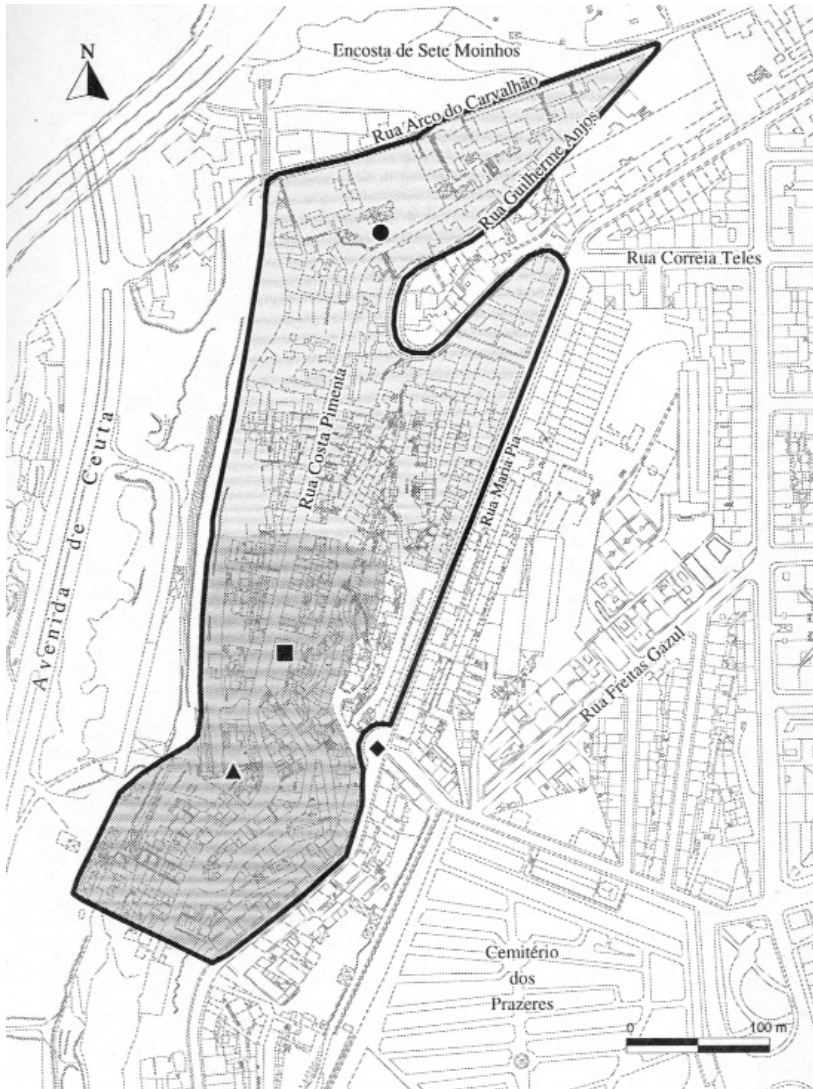 N
Encosta de Sete Moinhos
Rua Arco do Carvalhão
Rua Guilherme Anjos
Rua Correia Teles
Rua Costa Pimenta
Rua Maria Pia
Avenida de Ceuta
Rua Freitas Gazul
Cemitério
dos
Prazeres
0 100 m